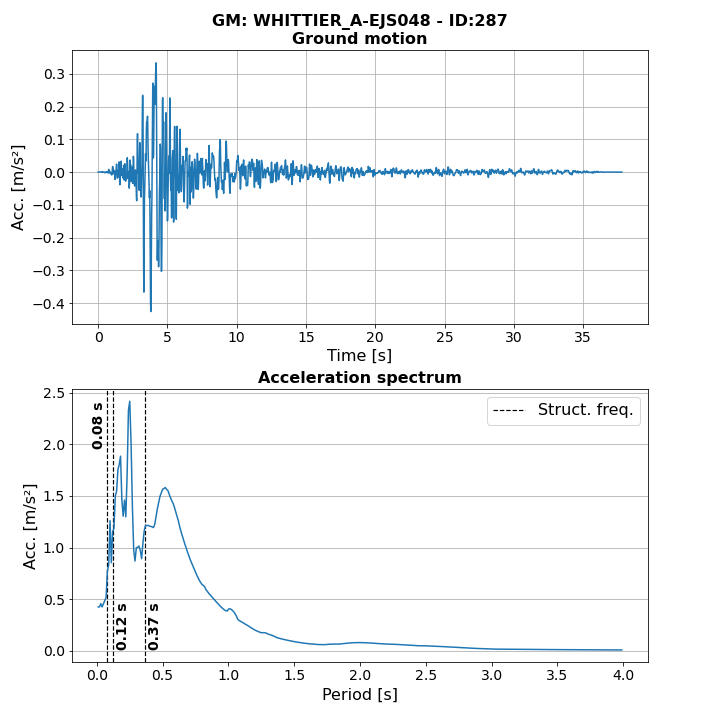 GM: WHITTIER_A-EJS048 - ID:287
Ground motion
0.3
0.2
0.1
0.0
−0.1
−0.2
−0.3
−0.4
Acc. [m/s²]
0 5 10 15 20 25 30 35
Time [s]
Acceleration spectrum
2.5
2.0
1.5
1.0
0.5
0.0
Acc. [m/s²]
Struct. freq.
0.08 s
0.12 s
0.37 s
0.0 0.5 1.0 1.5 2.0 2.5 3.0 3.5 4.0
Period [s]